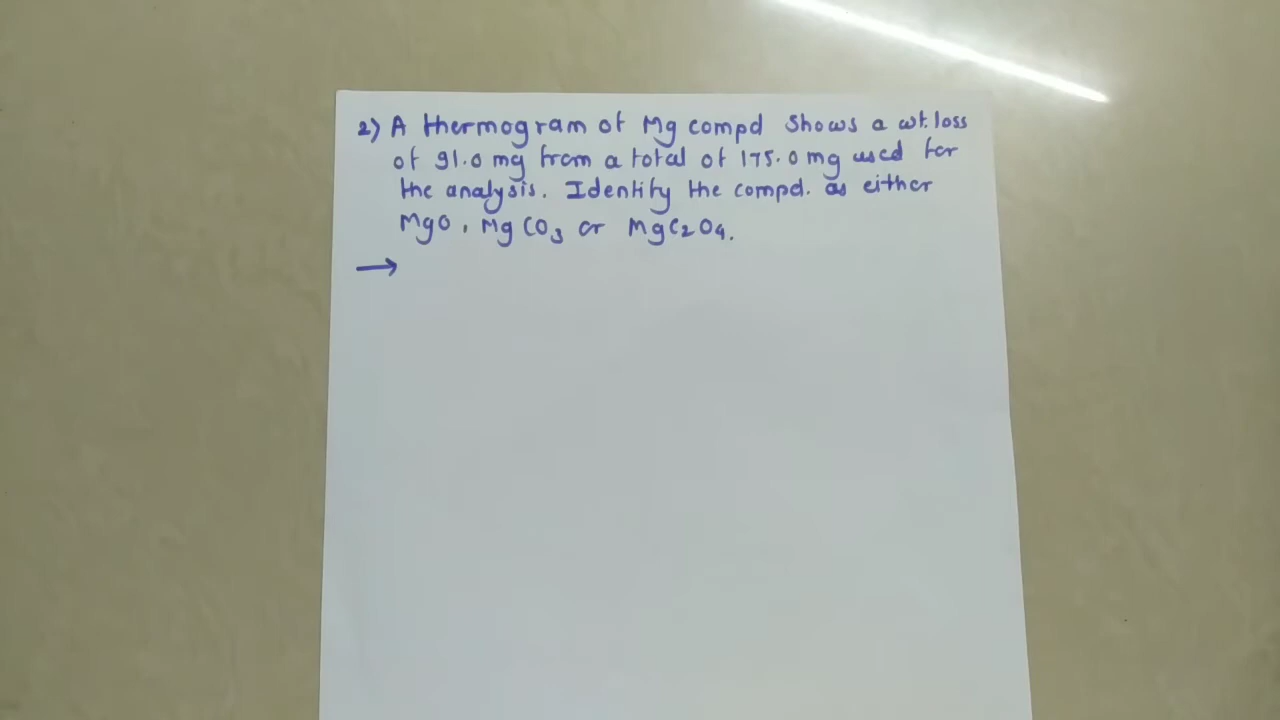 2) A thermogram of Mg compd shows a wt. loss
of 91.0 mg from a total of 175.0 mg used for
the analysis. Identify the compd. as either
MgO, MgCO₃ or MgC₂O₄.
→